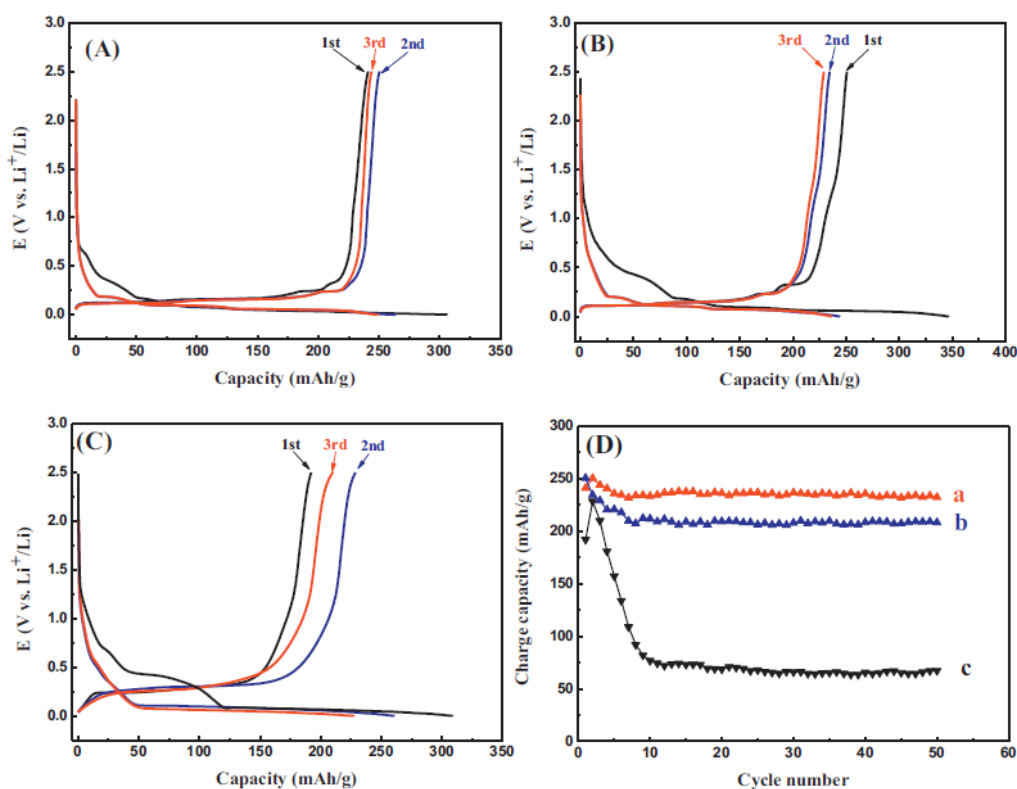 (A)
1st
3rd
2nd
E (V vs. Li⁺/Li)
3.0
2.5
2.0
1.5
1.0
0.5
0.0
0 50 100 150 200 250 300 350
Capacity (mAh/g)
(B)
3rd
2nd
1st
E (V vs. Li⁺/Li)
3.0
2.5
2.0
1.5
1.0
0.5
0.0
0 50 100 150 200 250 300 350 400
Capacity (mAh/g)
(C)
1st
3rd
2nd
E (V vs. Li⁺/Li)
3.0
2.5
2.0
1.5
1.0
0.5
0.0
0 50 100 150 200 250 300 350
Capacity (mAh/g)
(D)
Charge capacity (mAh/g)
300
250
200
150
100
50
0
a
b
c
0 10 20 30 40 50 60
Cycle number